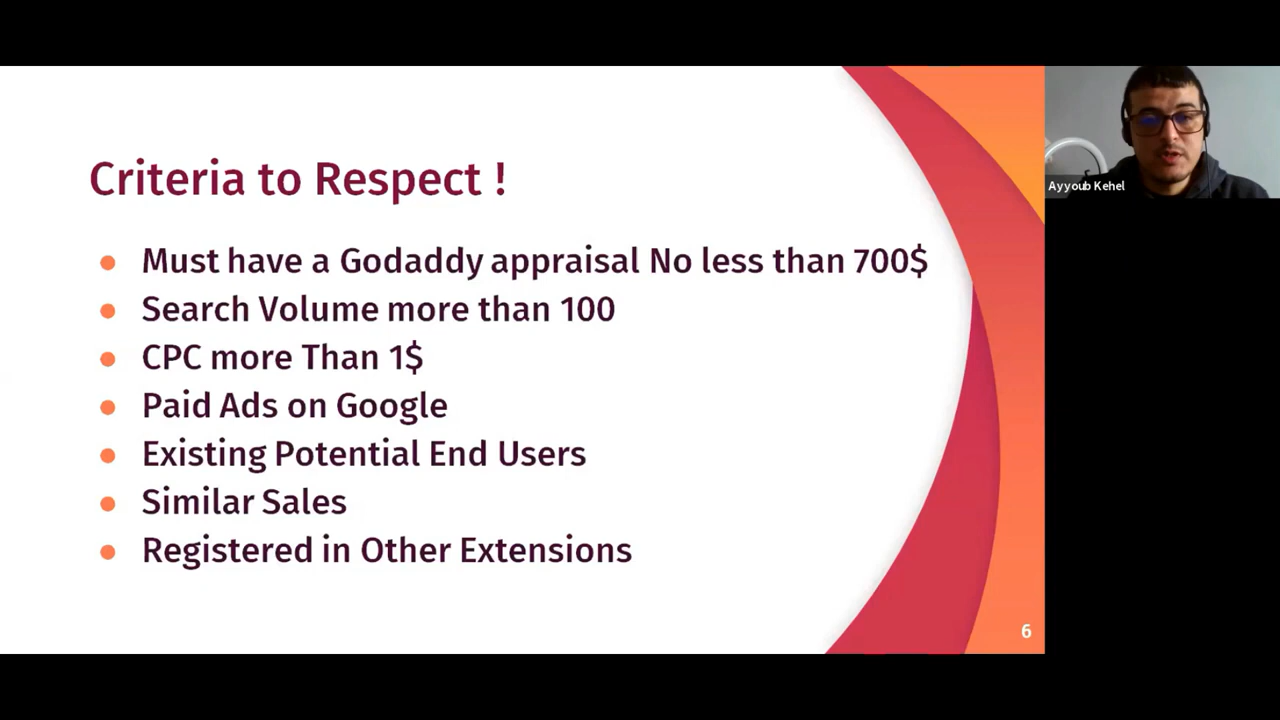 Criteria to Respect !
● Must have a Godaddy appraisal No less than 700$
● Search Volume more than 100
● CPC more Than 1$
● Paid Ads on Google
● Existing Potential End Users
● Similar Sales
● Registered in Other Extensions
6
Ayyoub Kehel